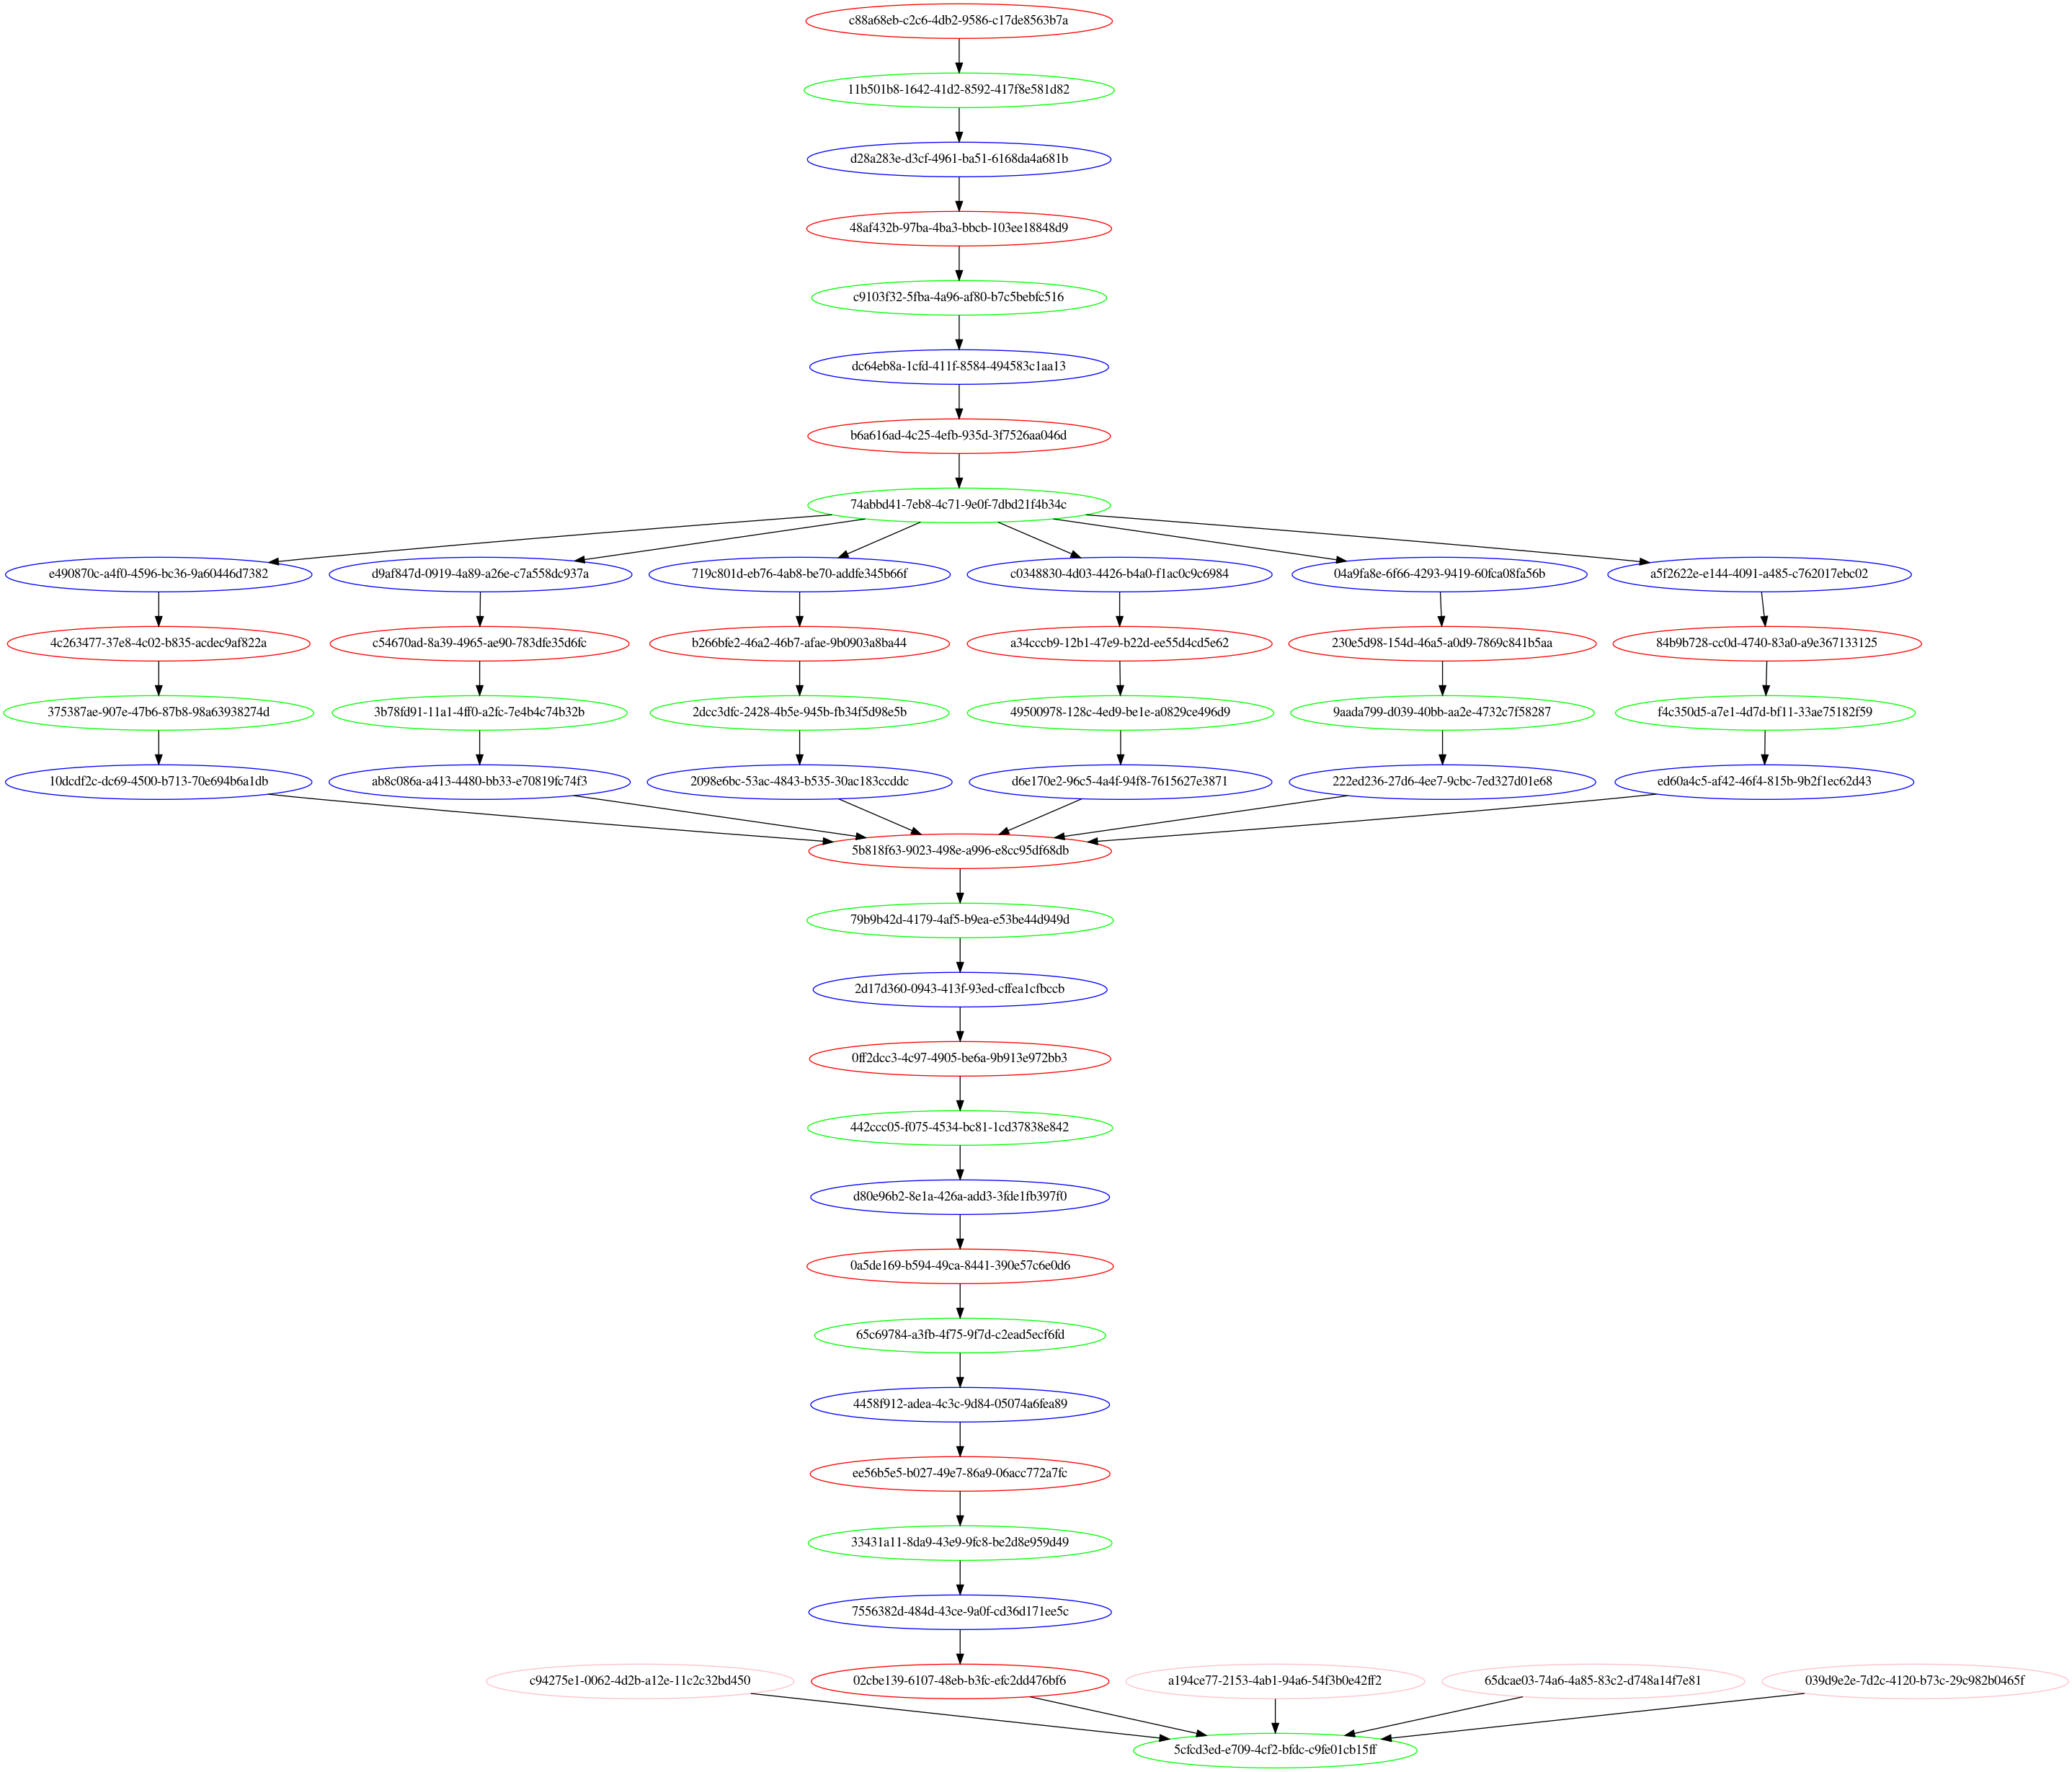 c88a68eb-c2c6-4db2-9586-c17de8563b7a
11b501b8-1642-41d2-8592-417f8e581d82
d28a283e-d3cf-4961-ba51-6168da4a681b
48af432b-97ba-4ba3-bbcb-103ee18848d9
c9103f32-5fba-4a96-af80-b7c5bebfc516
dc64eb8a-1cfd-411f-8584-494583c1aa13
b6a616ad-4c25-4efb-935d-3f7526aa046d
74abbd41-7eb8-4c71-9e0f-7dbd21f4b34c
e490870c-a4f0-4596-bc36-9a60446d7382
d9af847d-0919-4a89-a26e-c7a558dc937a
719c801d-eb76-4ab8-be70-addfe345b66f
c0348830-4d03-4426-b4a0-f1ac0c9c6984
04a9fa8e-6f66-4293-9419-60fca08fa56b
a5f2622e-e144-4091-a485-c762017ebc02
4c263477-37e8-4c02-b835-acdec9af822a
c54670ad-8a39-4965-ae90-783dfe35d6fc
b266bfe2-46a2-46b7-afae-9b0903a8ba44
a34cccb9-12b1-47e9-b22d-ee55d4cd5e62
230e5d98-154d-46a5-a0d9-7869c841b5aa
84b9b728-cc0d-4740-83a0-a9e367133125
375387ae-907e-47b6-87b8-98a63938274d
3b78fd91-11a1-4ff0-a2fc-7e4b4c74b32b
2dcc3dfc-2428-4b5e-945b-fb34f5d98e5b
49500978-128c-4ed9-be1e-a0829ce496d9
9aada799-d039-40bb-aa2e-4732c7f58287
f4c350d5-a7e1-4d7d-bf11-33ae75182f59
10dcdf2c-dc69-4500-b713-70e694b6a1db
ab8c086a-a413-4480-bb33-e70819fc74f3
2098e6bc-53ac-4843-b535-30ac183ccddc
d6e170e2-96c5-4a4f-94f8-7615627e3871
222ed236-27d6-4ee7-9cbc-7ed327d01e68
ed60a4c5-af42-46f4-815b-9b2f1ec62d43
5b818f63-9023-498e-a996-e8cc95df68db
79b9b42d-4179-4af5-b9ea-e53be44d949d
2d17d360-0943-413f-93ed-cffea1cfbccb
0ff2dcc3-4c97-4905-be6a-9b913e972bb3
442ccc05-f075-4534-bc81-1cd37838e842
d80e96b2-8e1a-426a-add3-3fde1fb397f0
0a5de169-b594-49ca-8441-390e57c6e0d6
65c69784-a3fb-4f75-9f7d-c2ead5ecf6fd
4458f912-adea-4c3c-9d84-05074a6fea89
ee56b5e5-b027-49e7-86a9-06acc772a7fc
33431a11-8da9-43e9-9fc8-be2d8e959d49
7556382d-484d-43ce-9a0f-cd36d171ee5c
c94275e1-0062-4d2b-a12e-11c2c32bd450
02cbe139-6107-48eb-b3fc-efc2dd476bf6
a194ce77-2153-4ab1-94a6-54f3b0e42ff2
65dcae03-74a6-4a85-83c2-d748a14f7e81
039d9e2e-7d2c-4120-b73c-29c982b0465f
5cfcd3ed-e709-4cf2-bfdc-c9fe01cb15ff